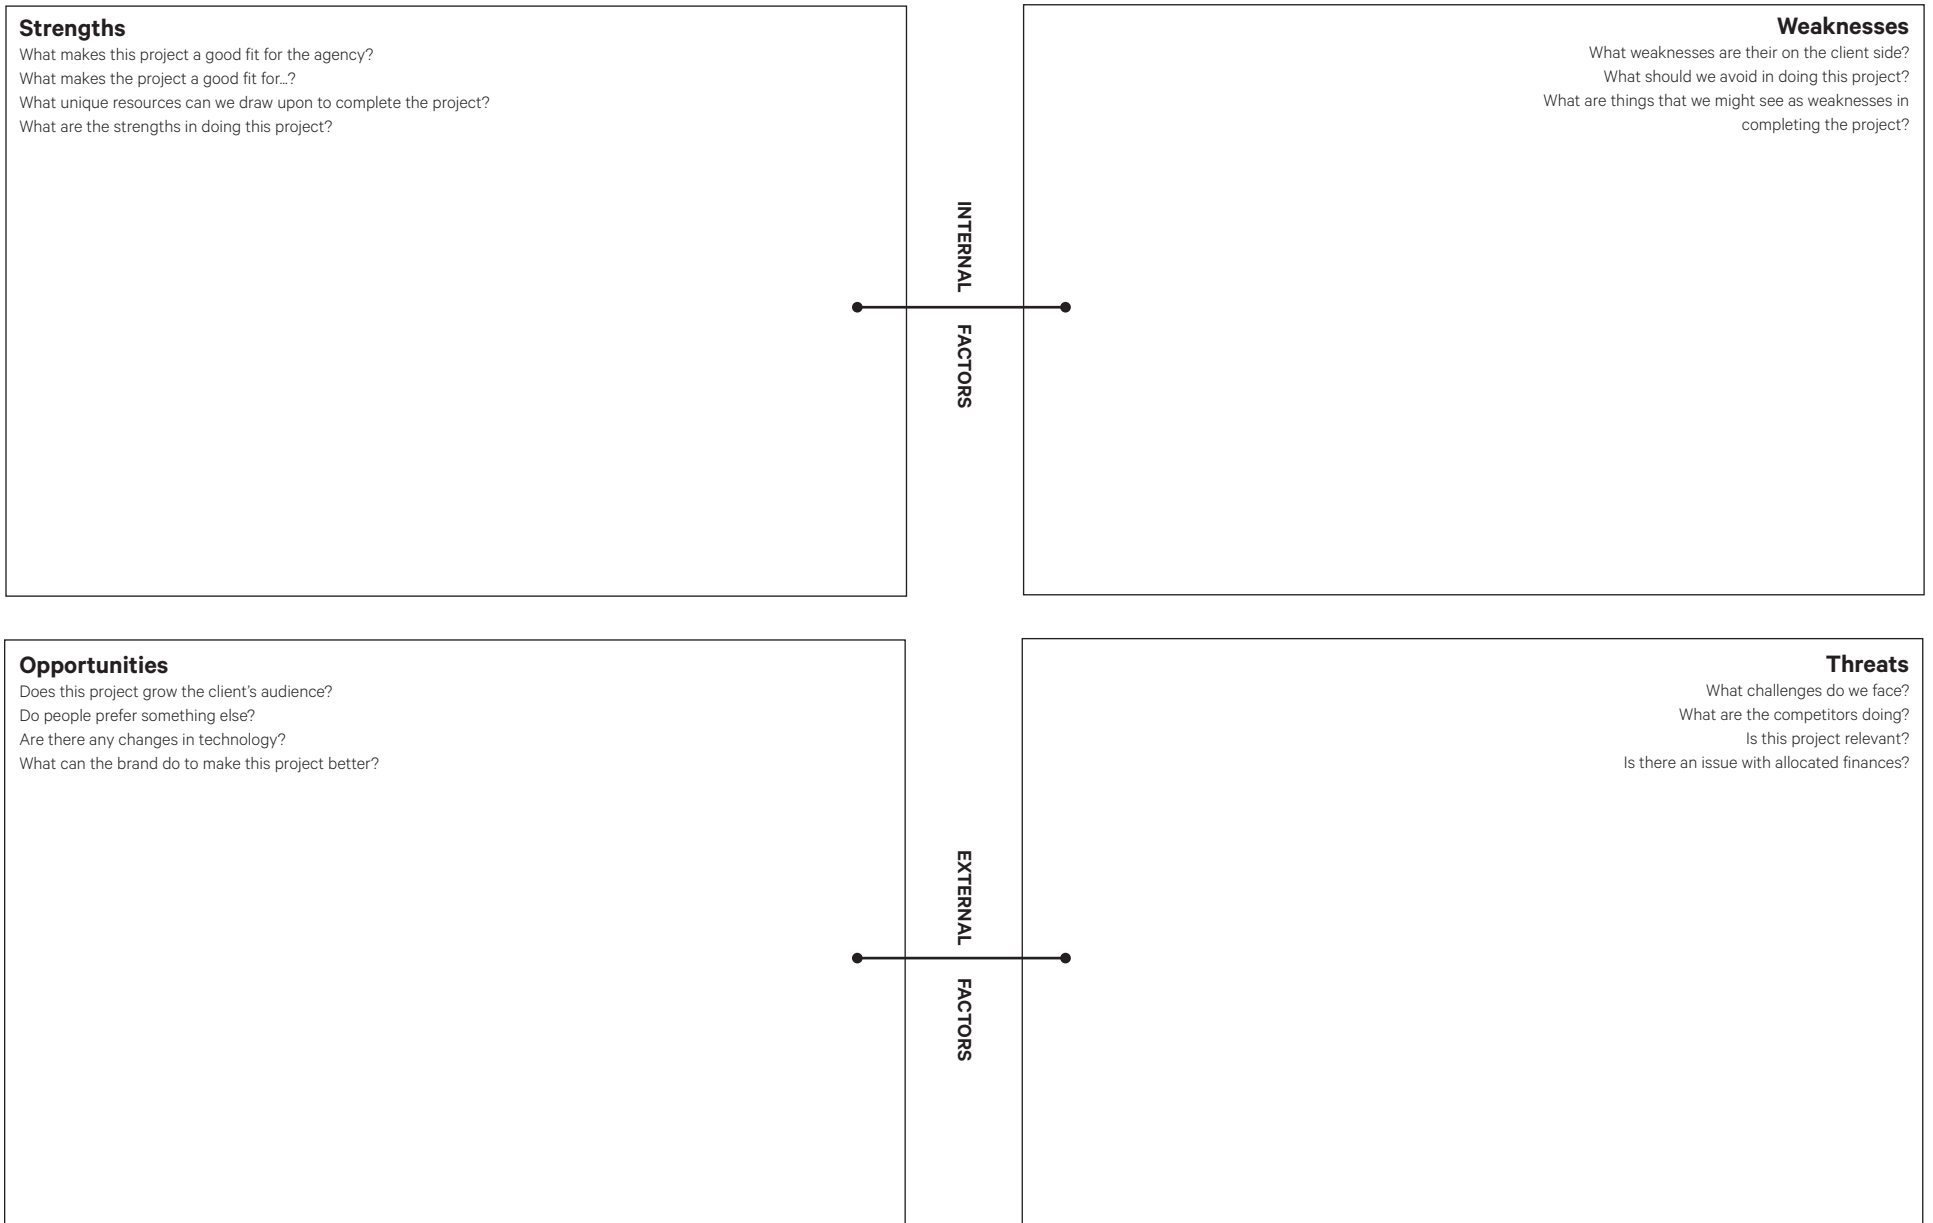 Strengths
What makes this project a good fit for the agency?
What makes the project a good fit for...?
What unique resources can we draw upon to complete the project?
What are the strengths in doing this project?
Weaknesses
What weaknesses are their on the client side?
What should we avoid in doing this project?
What are things that we might see as weaknesses in
completing the project?
INTERNAL FACTORS
Opportunities
Does this project grow the client’s audience?
Do people prefer something else?
Are there any changes in technology?
What can the brand do to make this project better?
Threats
What challenges do we face?
What are the competitors doing?
Is this project relevant?
Is there an issue with allocated finances?
EXTERNAL FACTORS